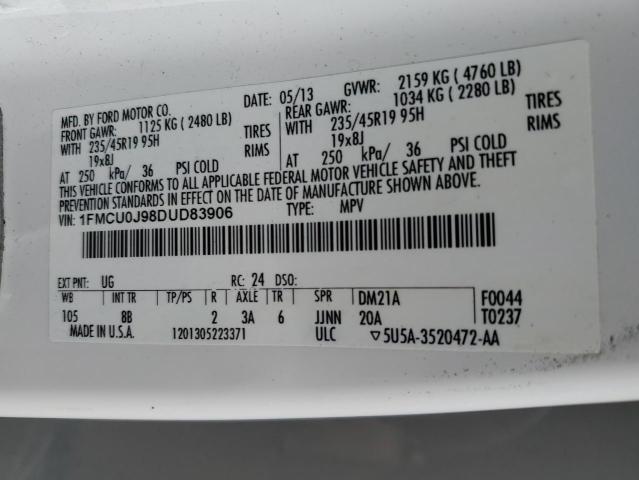 MFD. BY FORD MOTOR CO.
DATE: 05/13 GVWR: 2159 KG ( 4760 LB)
FRONT GAWR: 1125 KG ( 2480 LB) REAR GAWR: 1034 KG ( 2280 LB)
WITH 235/45R19 95H TIRES WITH 235/45R19 95H TIRES
19x8J RIMS 19x8J RIMS
AT 250 kPa/ 36 PSI COLD AT 250 kPa/ 36 PSI COLD
THIS VEHICLE CONFORMS TO ALL APPLICABLE FEDERAL MOTOR VEHICLE SAFETY AND THEFT
PREVENTION STANDARDS IN EFFECT ON THE DATE OF MANUFACTURE SHOWN ABOVE.
VIN: 1FMCU0J98DUD83906 TYPE: MPV
EXT PNT: UG RC: 24 DSO:
WB INT TR TP/PS R AXLE TR SPR DM21A F0044
105 8B 2 3A 6 JJNN 20A T0237
MADE IN U.S.A. 1201305223371 ULC ▽5U5A-3520472-AA